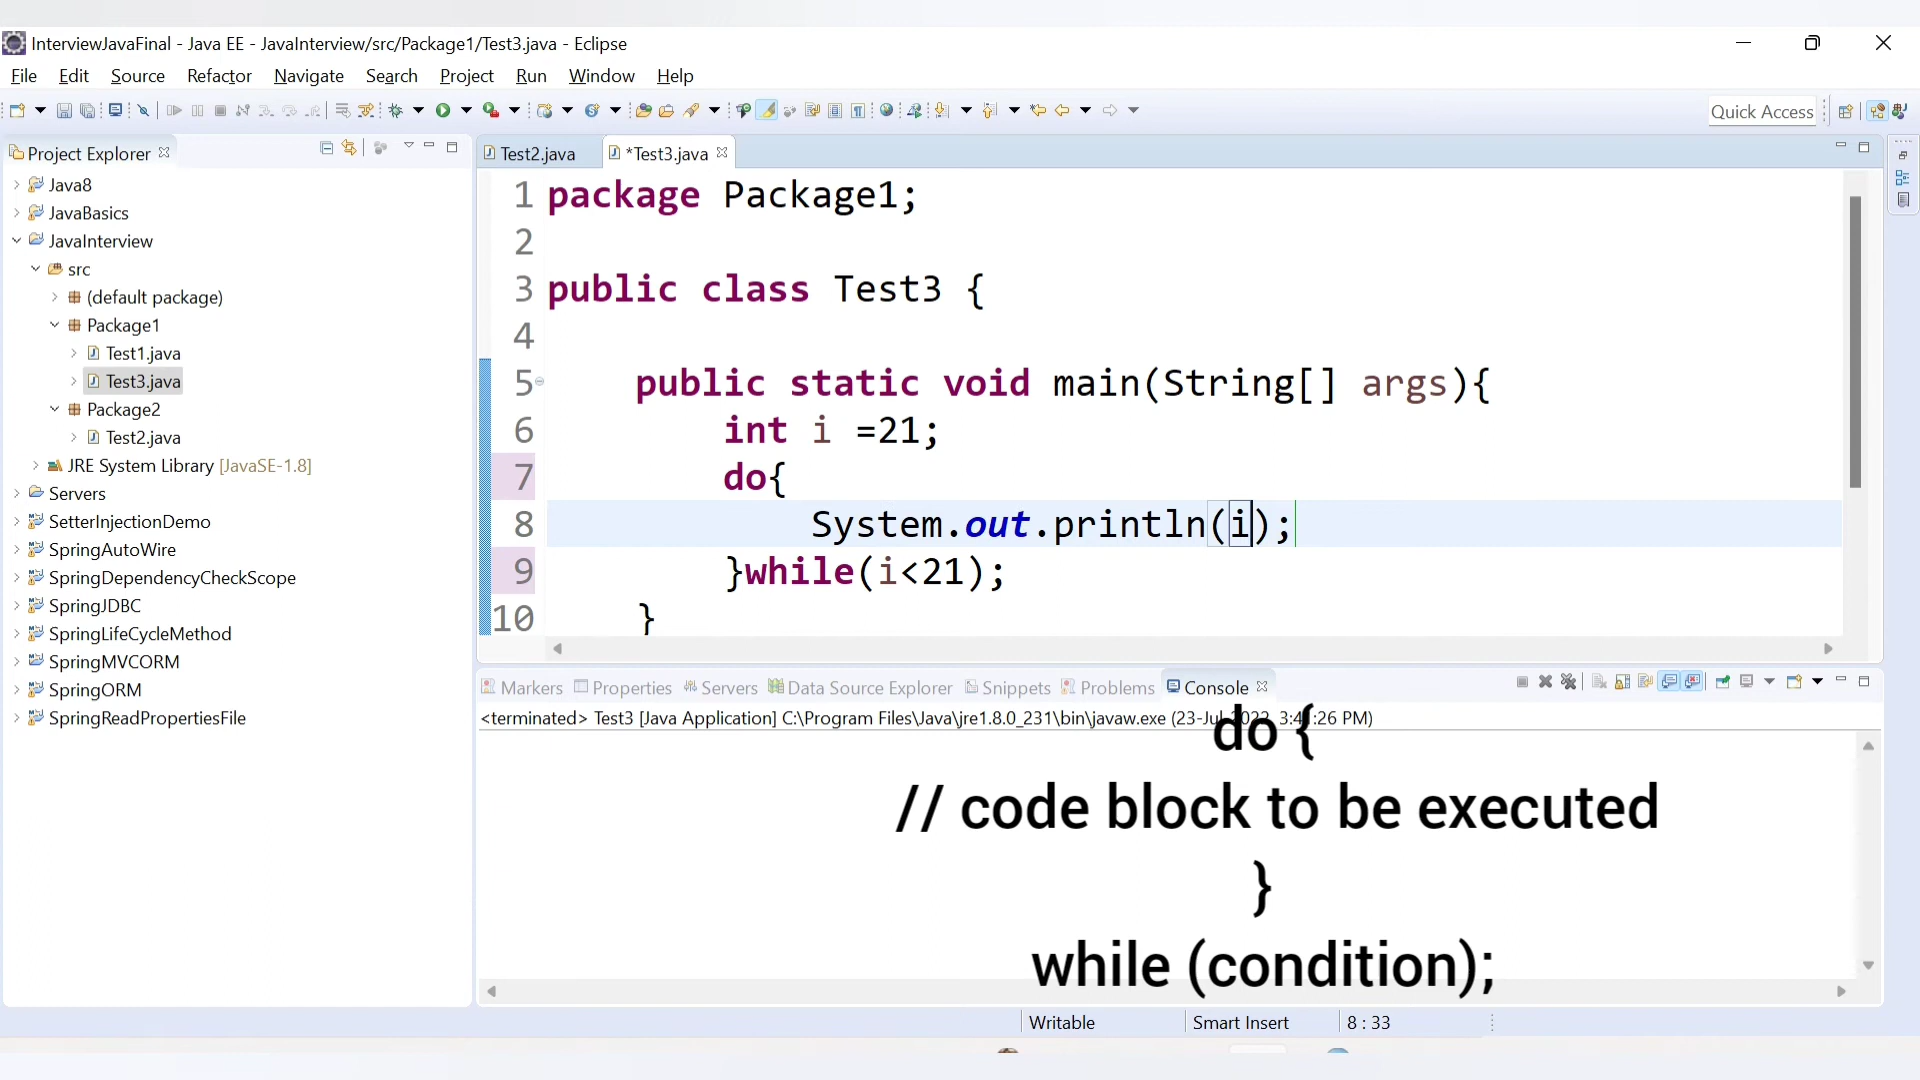 InterviewJavaFinal - Java EE - JavaInterview/src/Package1/Test3.java - Eclipse
File Edit Source Refactor Navigate Search Project Run Window Help
Quick Access
Project Explorer
Test2.java
*Test3.java
Java8
JavaBasics
JavaInterview
src
(default package)
Package1
Test1.java
Test3.java
Package2
Test2.java
JRE System Library [JavaSE-1.8]
Servers
SetterInjectionDemo
SpringAutoWire
SpringDependencyCheckScope
SpringJDBC
SpringLifeCycleMethod
SpringMVCORM
SpringORM
SpringReadPropertiesFile
1 package Package1;
2
3 public class Test3 {
4
5 public static void main(String[] args){
6 int i =21;
7 do{
8 System.out.println(i);
9 }while(i<21);
10 }
Markers Properties Servers Data Source Explorer Snippets Problems Console
<terminated> Test3 [Java Application] C:\Program Files\Java\jre1.8.0_231\bin\javaw.exe (23-Jul-2022, 3:4:26 PM)
do {
// code block to be executed
}
while (condition);
Writable Smart Insert 8 : 33